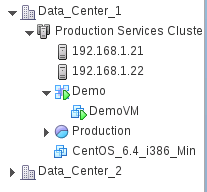 Data_Center_1
Production Services Cluste
192.168.1.21
192.168.1.22
Demo
DemoVM
Production
CentOS_6.4_i386_Min
Data_Center_2